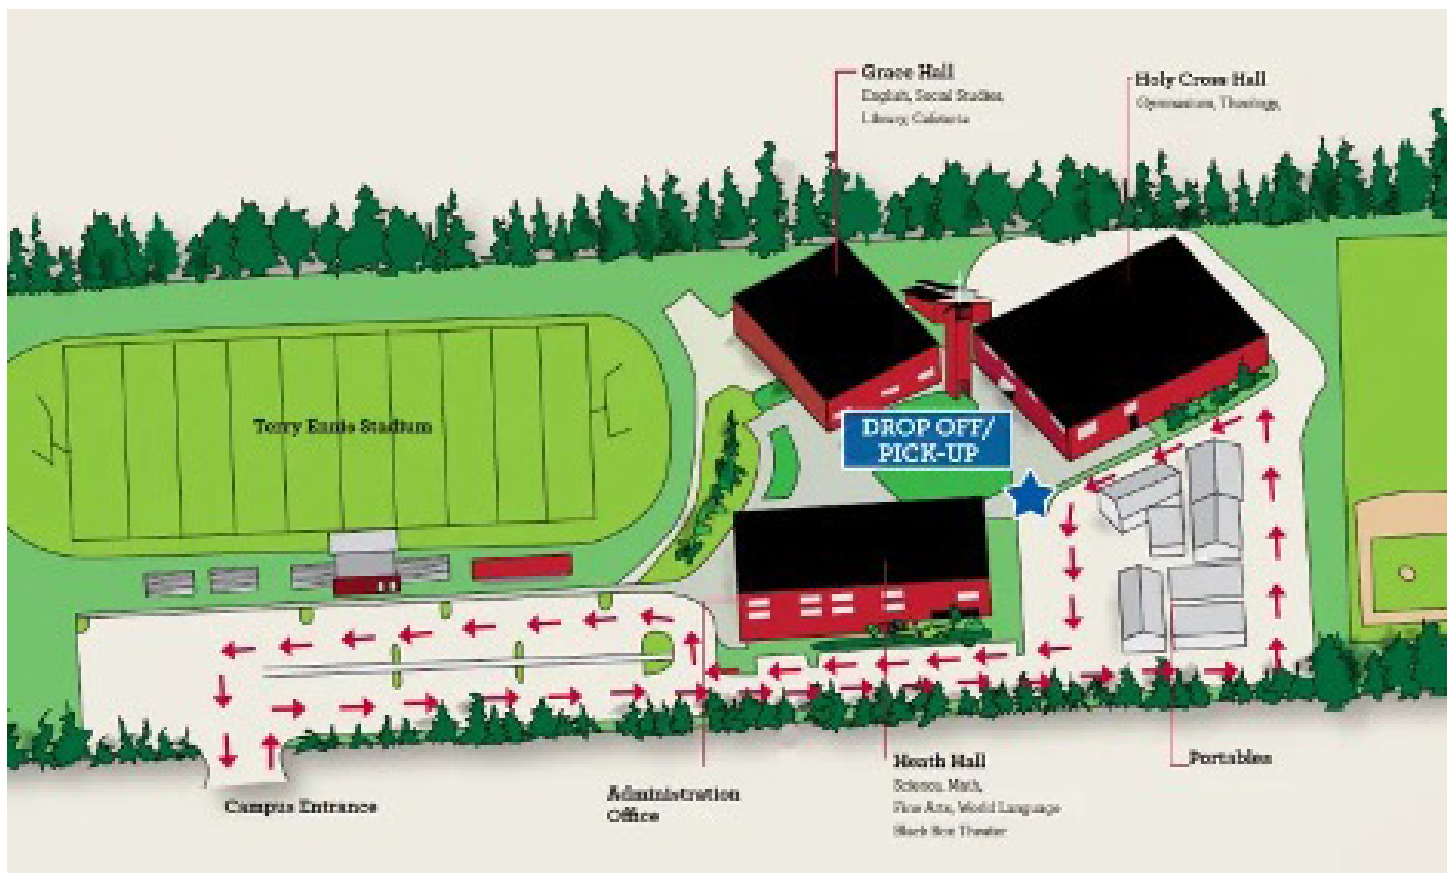 Grace Hall
English, Social Studies,
Library, Cafeteria
Holy Cross Hall
Gymnasium, Theology,
Terry Ennis Stadium
DROP OFF/
PICK-UP
Campus Entrance
Administration
Office
Heath Hall
Science, Math,
Fine Arts, World Language
Black Box Theater
Portables